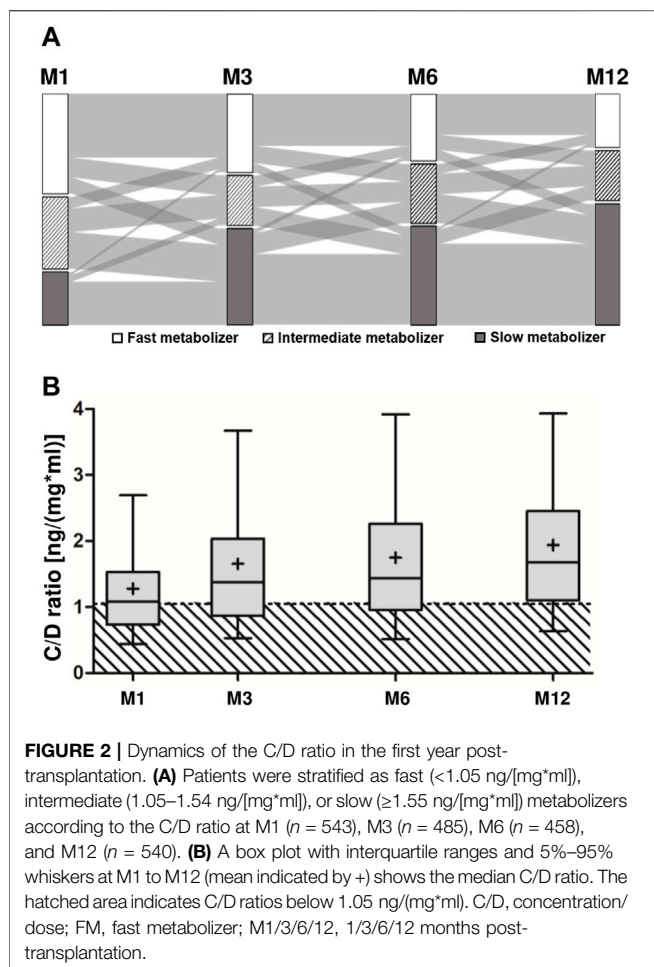 A
M1 M3 M6 M12
Fast metabolizer Intermediate metabolizer Slow metabolizer
B
C/D ratio [ng/(mg*ml)]
4
3
2
1
0
M1 M3 M6 M12
FIGURE 2 | Dynamics of the C/D ratio in the first year post-
transplantation. (A) Patients were stratified as fast (<1.05 ng/[mg*ml]),
intermediate (1.05–1.54 ng/[mg*ml]), or slow (≥1.55 ng/[mg*ml]) metabolizers
according to the C/D ratio at M1 (n = 543), M3 (n = 485), M6 (n = 458),
and M12 (n = 540). (B) A box plot with interquartile ranges and 5%–95%
whiskers at M1 to M12 (mean indicated by +) shows the median C/D ratio. The
hatched area indicates C/D ratios below 1.05 ng/(mg*ml). C/D, concentration/
dose; FM, fast metabolizer; M1/3/6/12, 1/3/6/12 months post-
transplantation.